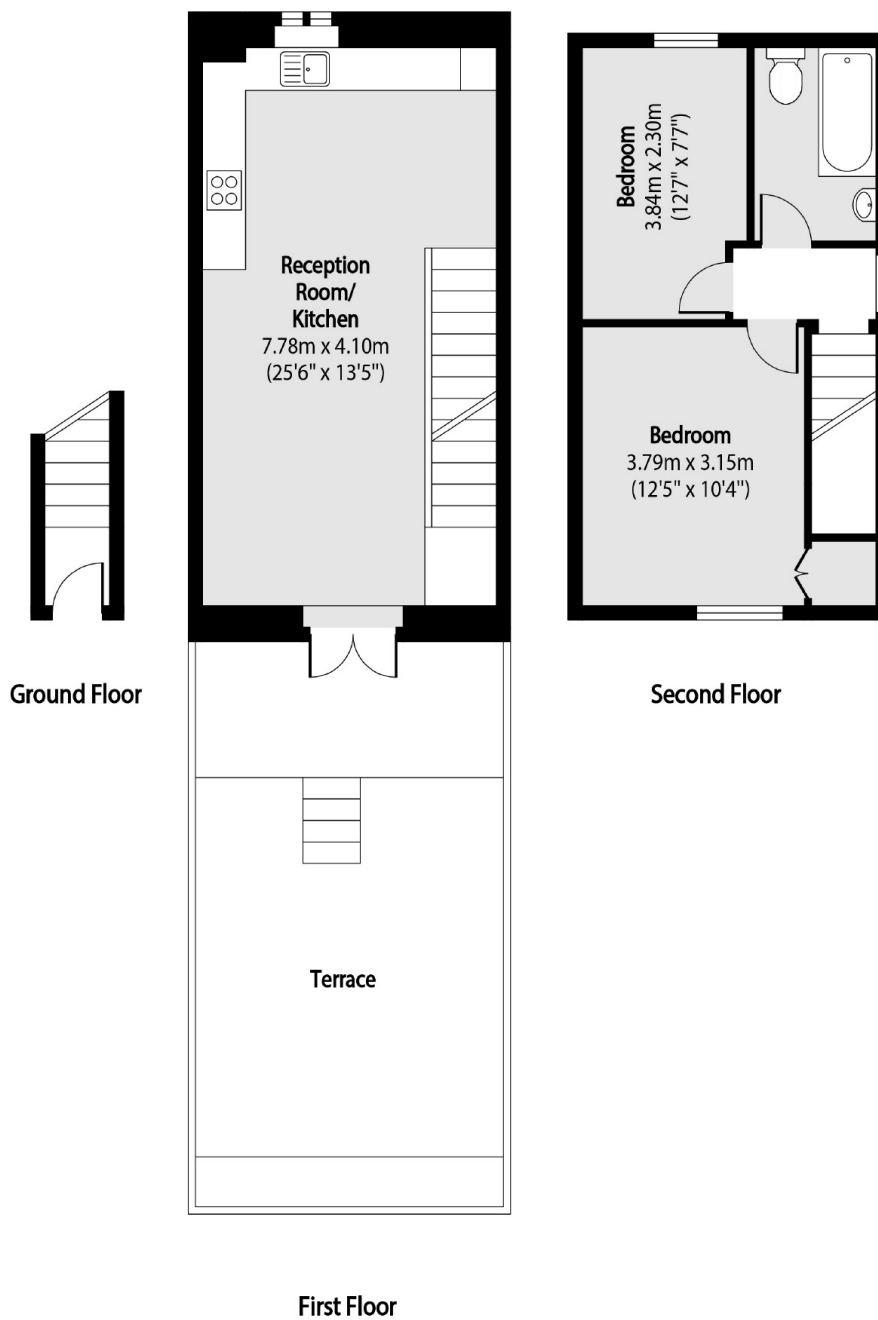 Reception
Room/
Kitchen
7.78m x 4.10m
(25'6" x 13'5")
Bedroom
3.84m x 2.30m
(12'7" x 7'7")
Bedroom
3.79m x 3.15m
(12'5" x 10'4")
Ground Floor
Second Floor
Terrace
First Floor